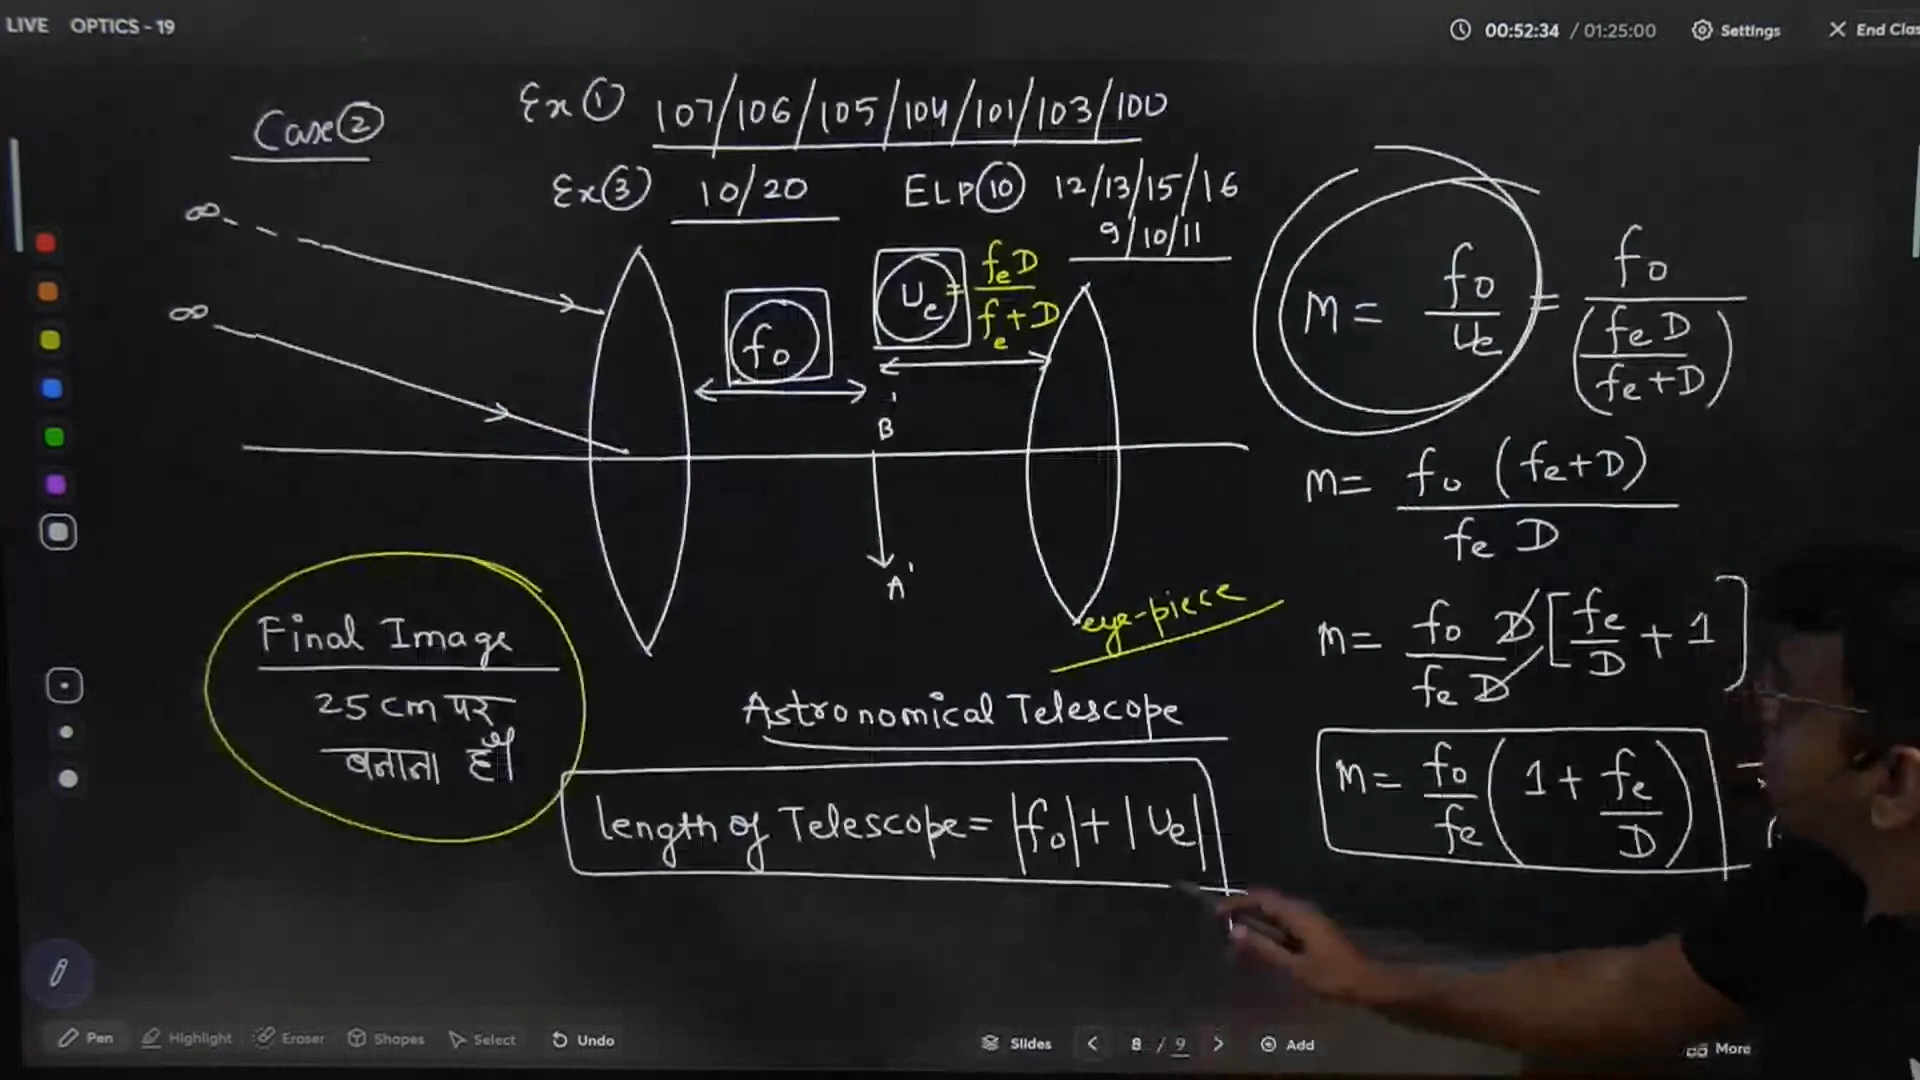 LIVE OPTICS - 19
00:52:34 / 01:25:00 Settings End Clas
Case ②
Ex ① 107/106/105/104/101/103/100
Ex ③ 10/20 ELP ⑩ 12/13/15/16
9/10/11
∞
∞
f₀
uₑ = fₑD / fₑ+D
B'
A'
eye-piece
Final Image
25 cm पर
बनाना हो
Astronomical Telescope
length of Telescope = |f₀| + |uₑ|
m = f₀/uₑ = f₀/(fₑD/fₑ+D)
m = f₀ (fₑ+D) / fₑ D
m = f₀ D / fₑ D [fₑ/D + 1]
m = f₀/fₑ (1 + fₑ/D)
Pen Highlight Eraser Shapes Select Undo Slides < 8 / 9 > Add More